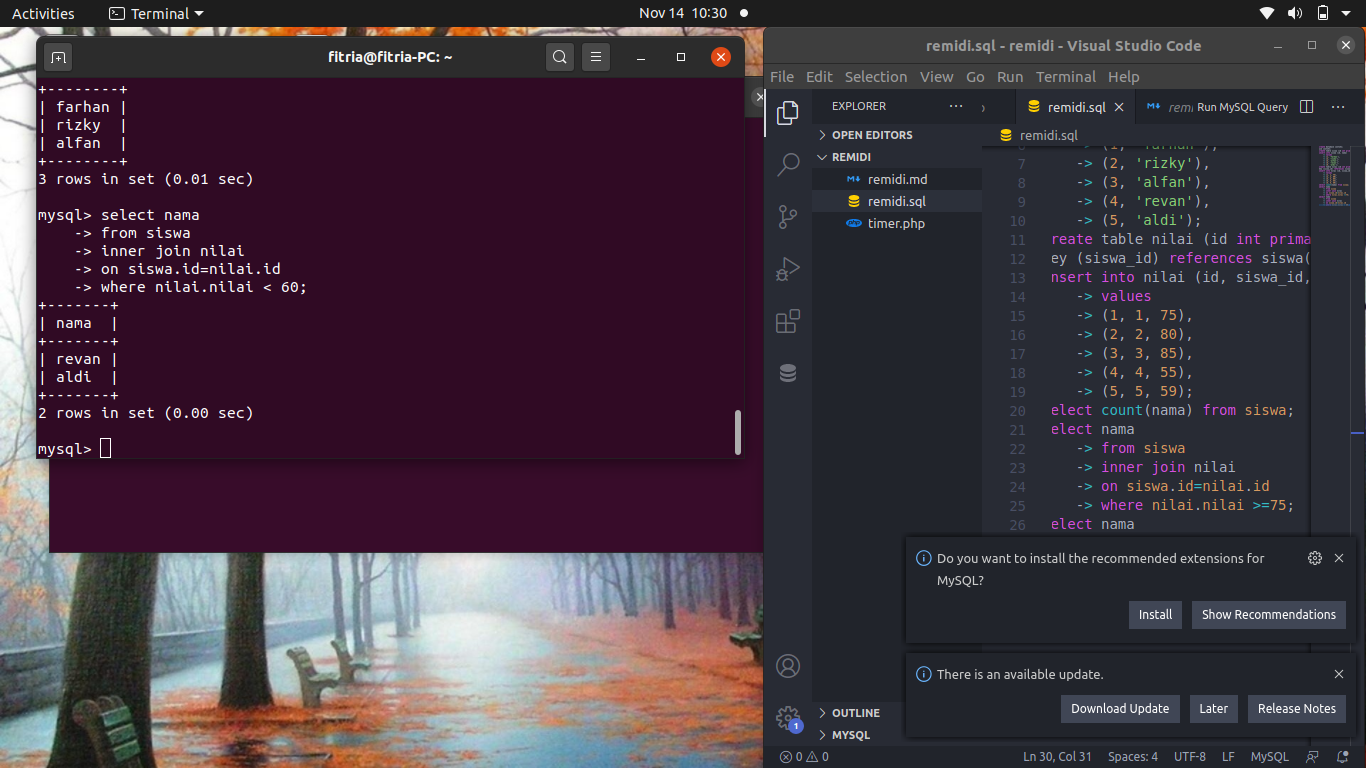 Activities
Terminal
Nov 14 10:30
fitria@fitria-PC: ~
+--------+
| farhan |
| rizky  |
| alfan  |
+--------+
3 rows in set (0.01 sec)
mysql> select nama
    -> from siswa
    -> inner join nilai
    -> on siswa.id=nilai.id
    -> where nilai.nilai < 60;
+-------+
| nama  |
+-------+
| revan |
| aldi  |
+-------+
2 rows in set (0.00 sec)
mysql>
remidi.sql - remidi - Visual Studio Code
File Edit Selection View Go Run Terminal Help
EXPLORER
OPEN EDITORS
REMIDI
remidi.md
remidi.sql
timer.php
OUTLINE
MYSQL
1
remidi.sql
Run MySQL Query
remidi.sql
7 -> (2, 'rizky'),
8 -> (3, 'alfan'),
9 -> (4, 'revan'),
10 -> (5, 'aldi');
11 reate table nilai (id int prima
12 ey (siswa_id) references siswa(
13 nsert into nilai (id, siswa_id,
14 -> values
15 -> (1, 1, 75),
16 -> (2, 2, 80),
17 -> (3, 3, 85),
18 -> (4, 4, 55),
19 -> (5, 5, 59);
20 elect count(nama) from siswa;
21 elect nama
22 -> from siswa
23 -> inner join nilai
24 -> on siswa.id=nilai.id
25 -> where nilai.nilai >=75;
26 elect nama
Do you want to install the recommended extensions for
MySQL?
Install
Show Recommendations
There is an available update.
Download Update
Later
Release Notes
0 0
Ln 30, Col 31
Spaces: 4
UTF-8
LF
MySQL